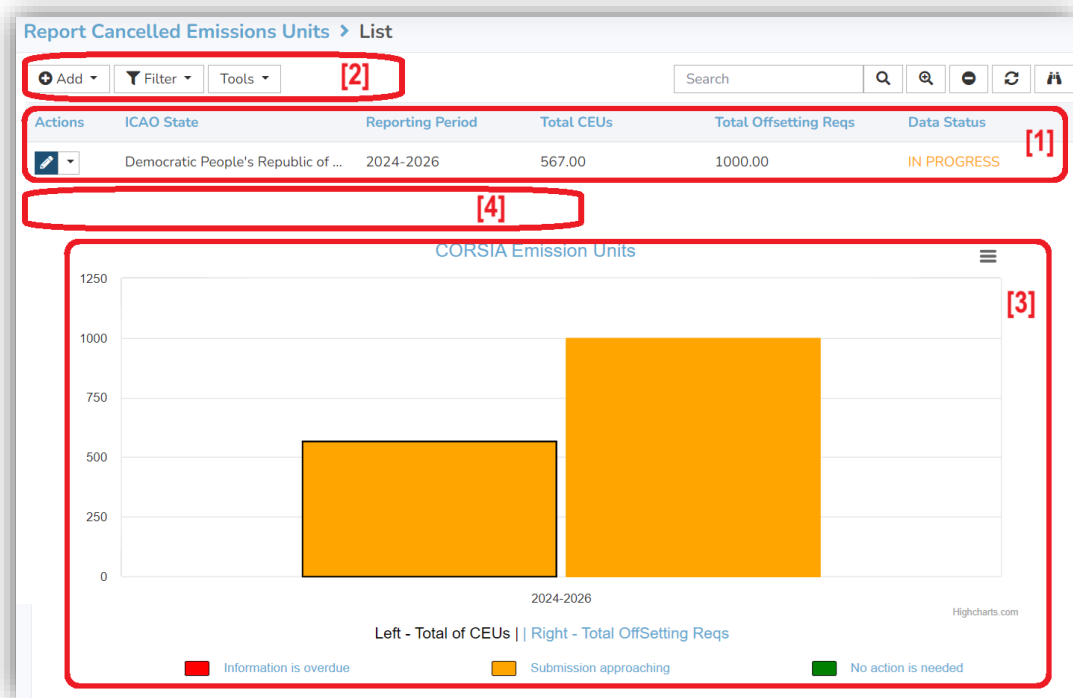 Report Cancelled Emissions Units > List
Add Filter Tools [2] Search
Actions ICAO State Reporting Period Total CEUs Total Offsetting Reqs Data Status [1]
Democratic People's Republic of ... 2024-2026 567.00 1000.00 IN PROGRESS
[4]
CORSIA Emission Units
[3]
1250
1000
750
500
250
0
2024-2026
Highcharts.com
Left - Total of CEUs | | Right - Total OffSetting Reqs
Information is overdue Submission approaching No action is needed